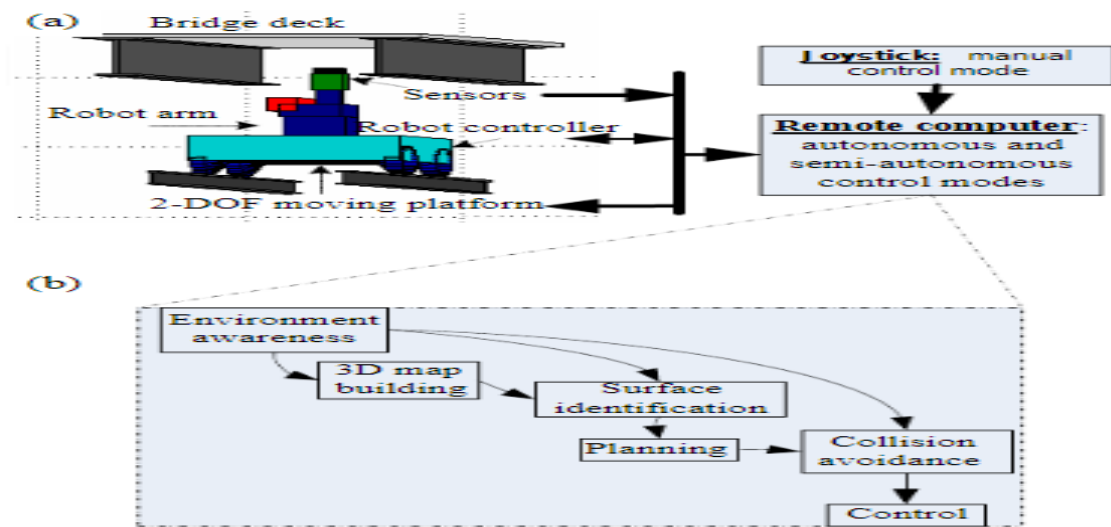 (a)
Bridge deck
Sensors
Robot arm
Robot controller
2-DOF moving platform
Joystick: manual
control mode
Remote computer:
autonomous and
semi-autonomous
control modes
(b)
Environment
awareness
3D map
building
Surface
identification
Planning
Collision
avoidance
Control